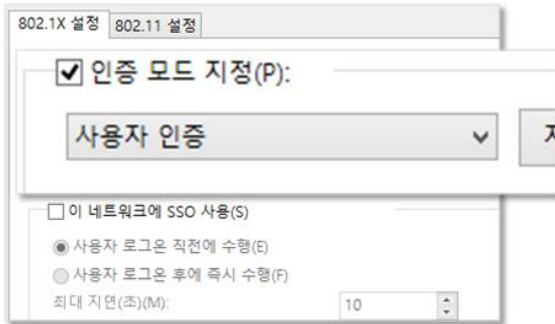 802.1X 설정 802.11 설정
인증 모드 지정(P):
사용자 인증
이 네트워크에 SSO 사용(S)
사용자 로그온 직전에 수행(E)
사용자 로그온 후에 즉시 수행(F)
최대 지연(초)(M): 10